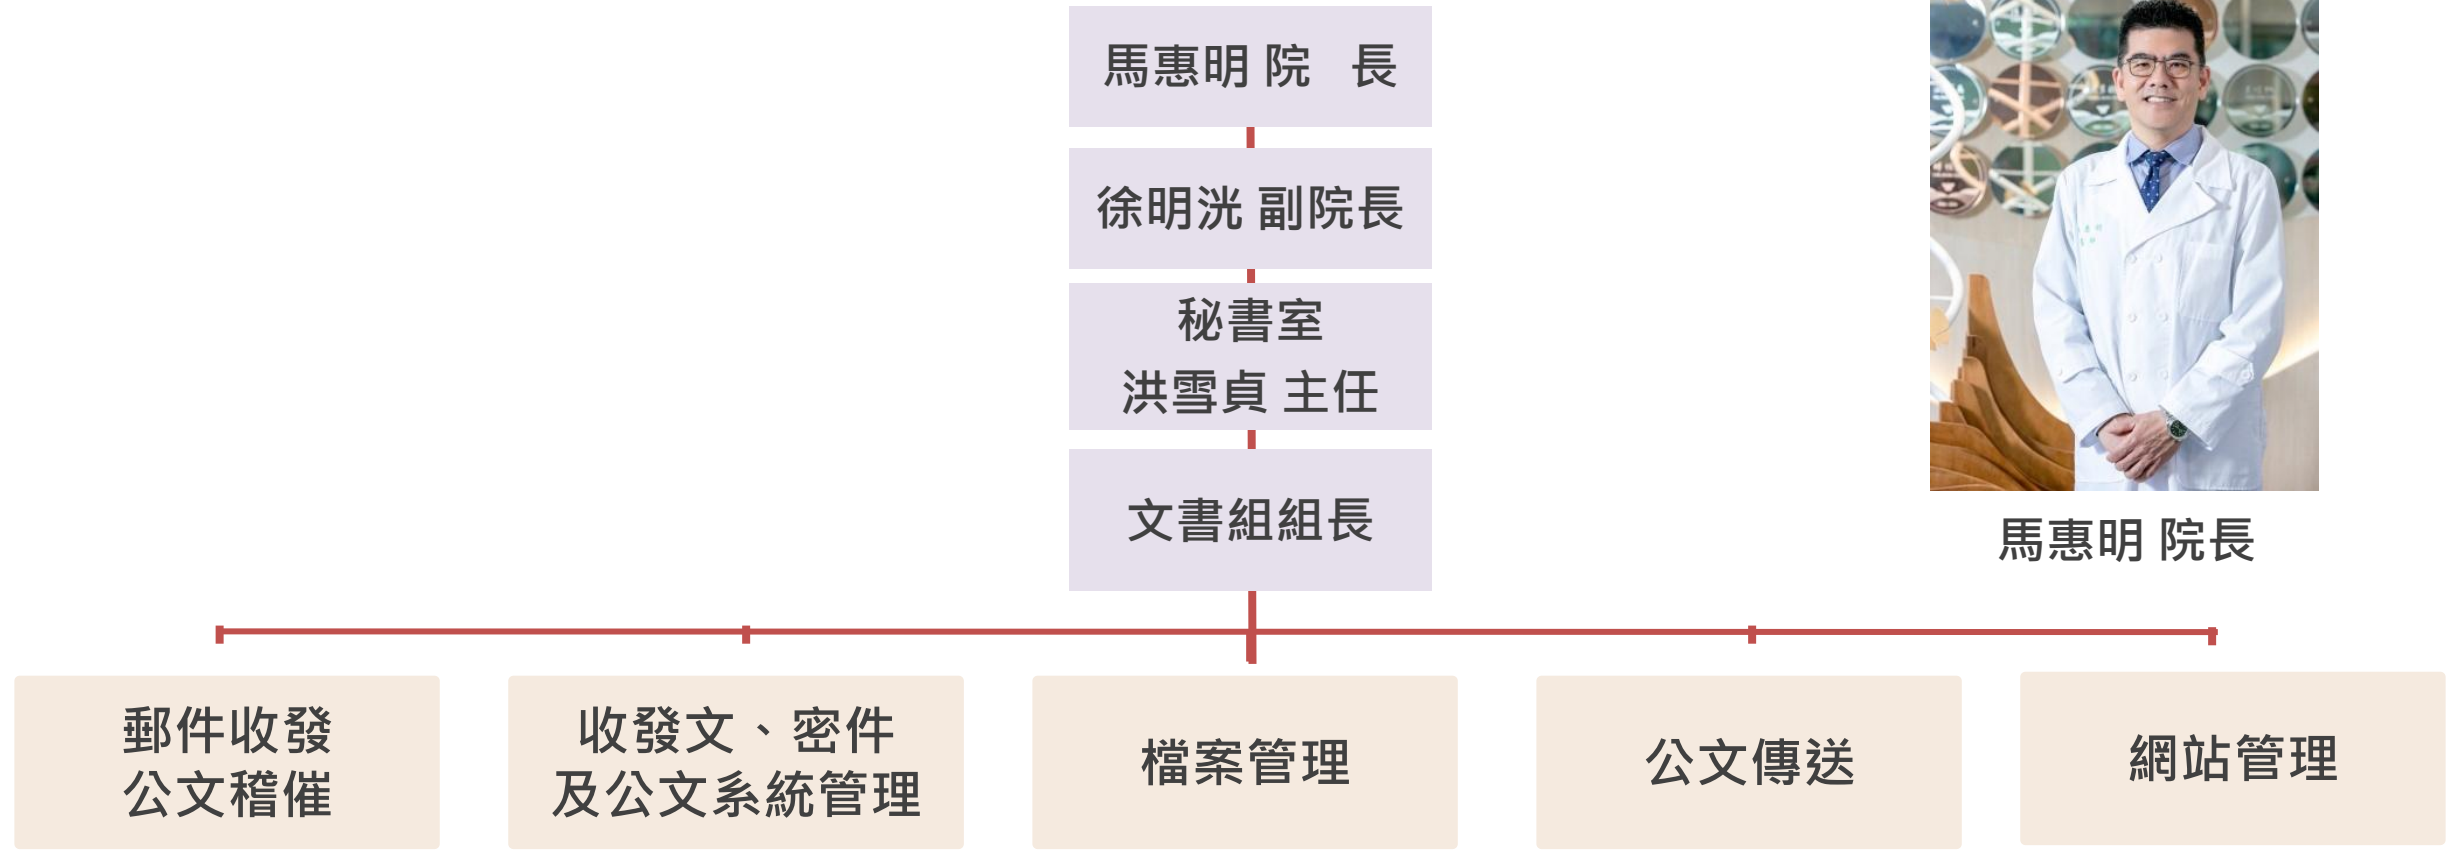 馬惠明 院 長
徐明洸 副院長
秘書室
洪雪貞 主任
文書組組長
馬惠明 院長
郵件收發
公文稽催
收發文、密件
及公文系統管理
檔案管理
公文傳送
網站管理